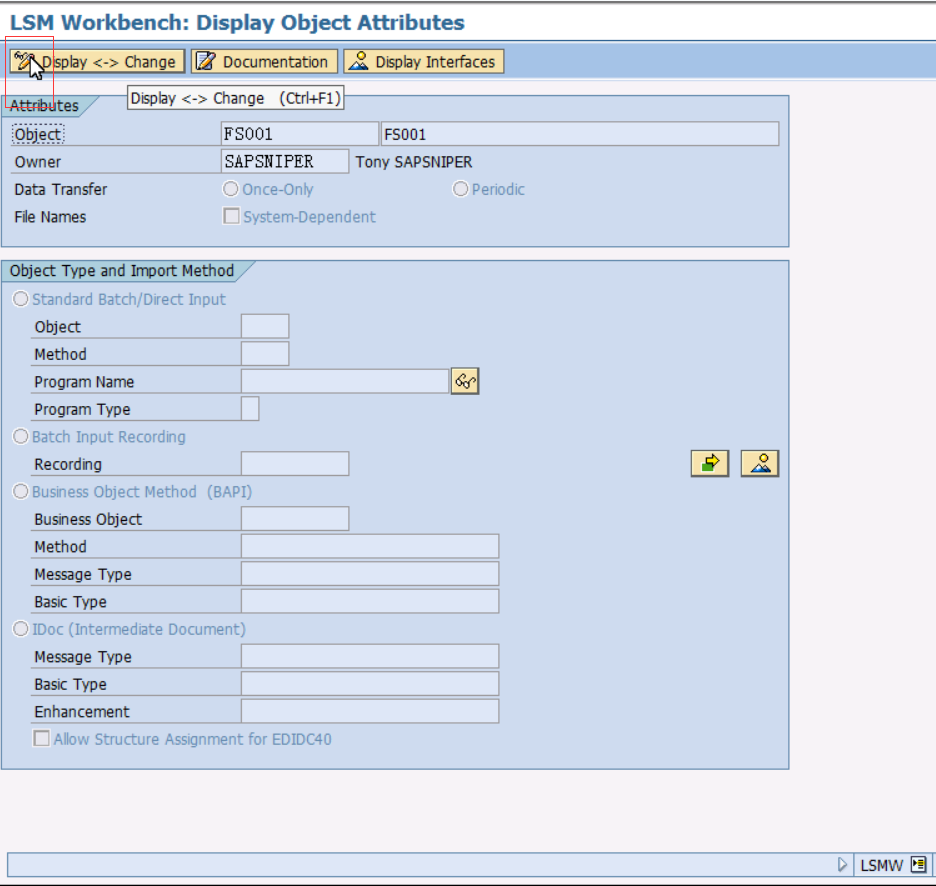 LSM Workbench: Display Object Attributes
Display <-> Change Documentation Display Interfaces
Display <-> Change (Ctrl+F1)
Attributes
Object FS001 FS001
Owner SAPSNIPER Tony SAPSNIPER
Data Transfer Once-Only Periodic
File Names System-Dependent
Object Type and Import Method
Standard Batch/Direct Input
Object
Method
Program Name
Program Type
Batch Input Recording
Recording
Business Object Method (BAPI)
Business Object
Method
Message Type
Basic Type
IDoc (Intermediate Document)
Message Type
Basic Type
Enhancement
Allow Structure Assignment for EDIDC40
LSMW